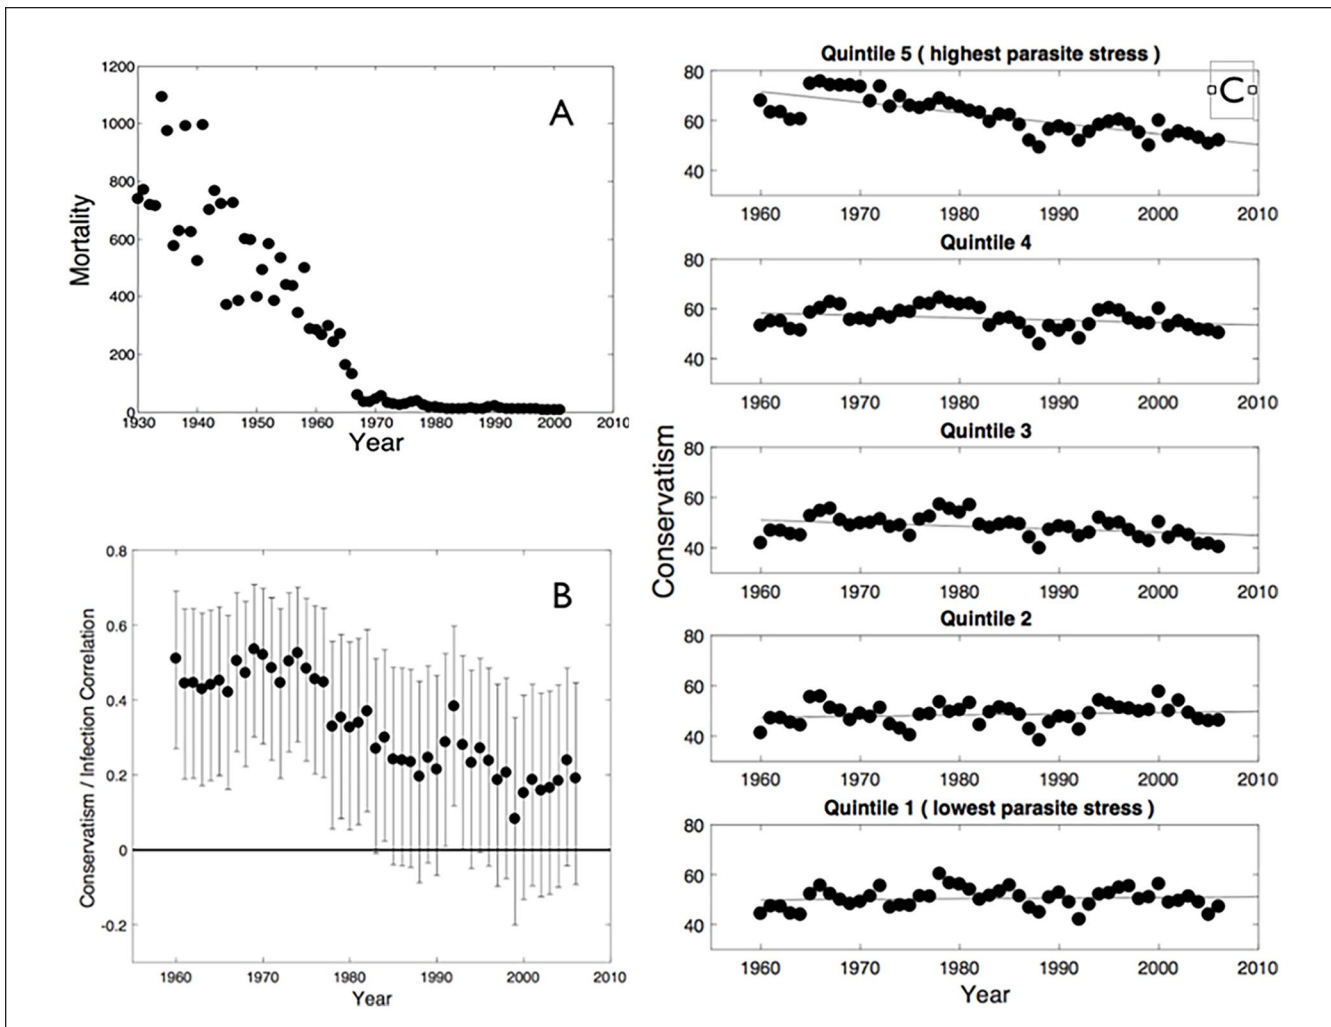 A
1200
1000
800
600
400
200
0
Mortality
1930 1940 1950 1960 1970 1980 1990 2000 2010
Year
B
0.8
0.6
0.4
0.2
0
-0.2
Conservatism / Infection Correlation
1960 1970 1980 1990 2000 2010
Year
C
Conservatism
Quintile 5 ( highest parasite stress )
80
60
40
1960 1970 1980 1990 2000 2010
Quintile 4
80
60
40
1960 1970 1980 1990 2000 2010
Quintile 3
80
60
40
1960 1970 1980 1990 2000 2010
Quintile 2
80
60
40
1960 1970 1980 1990 2000 2010
Quintile 1 ( lowest parasite stress )
80
60
40
1960 1970 1980 1990 2000 2010
Year